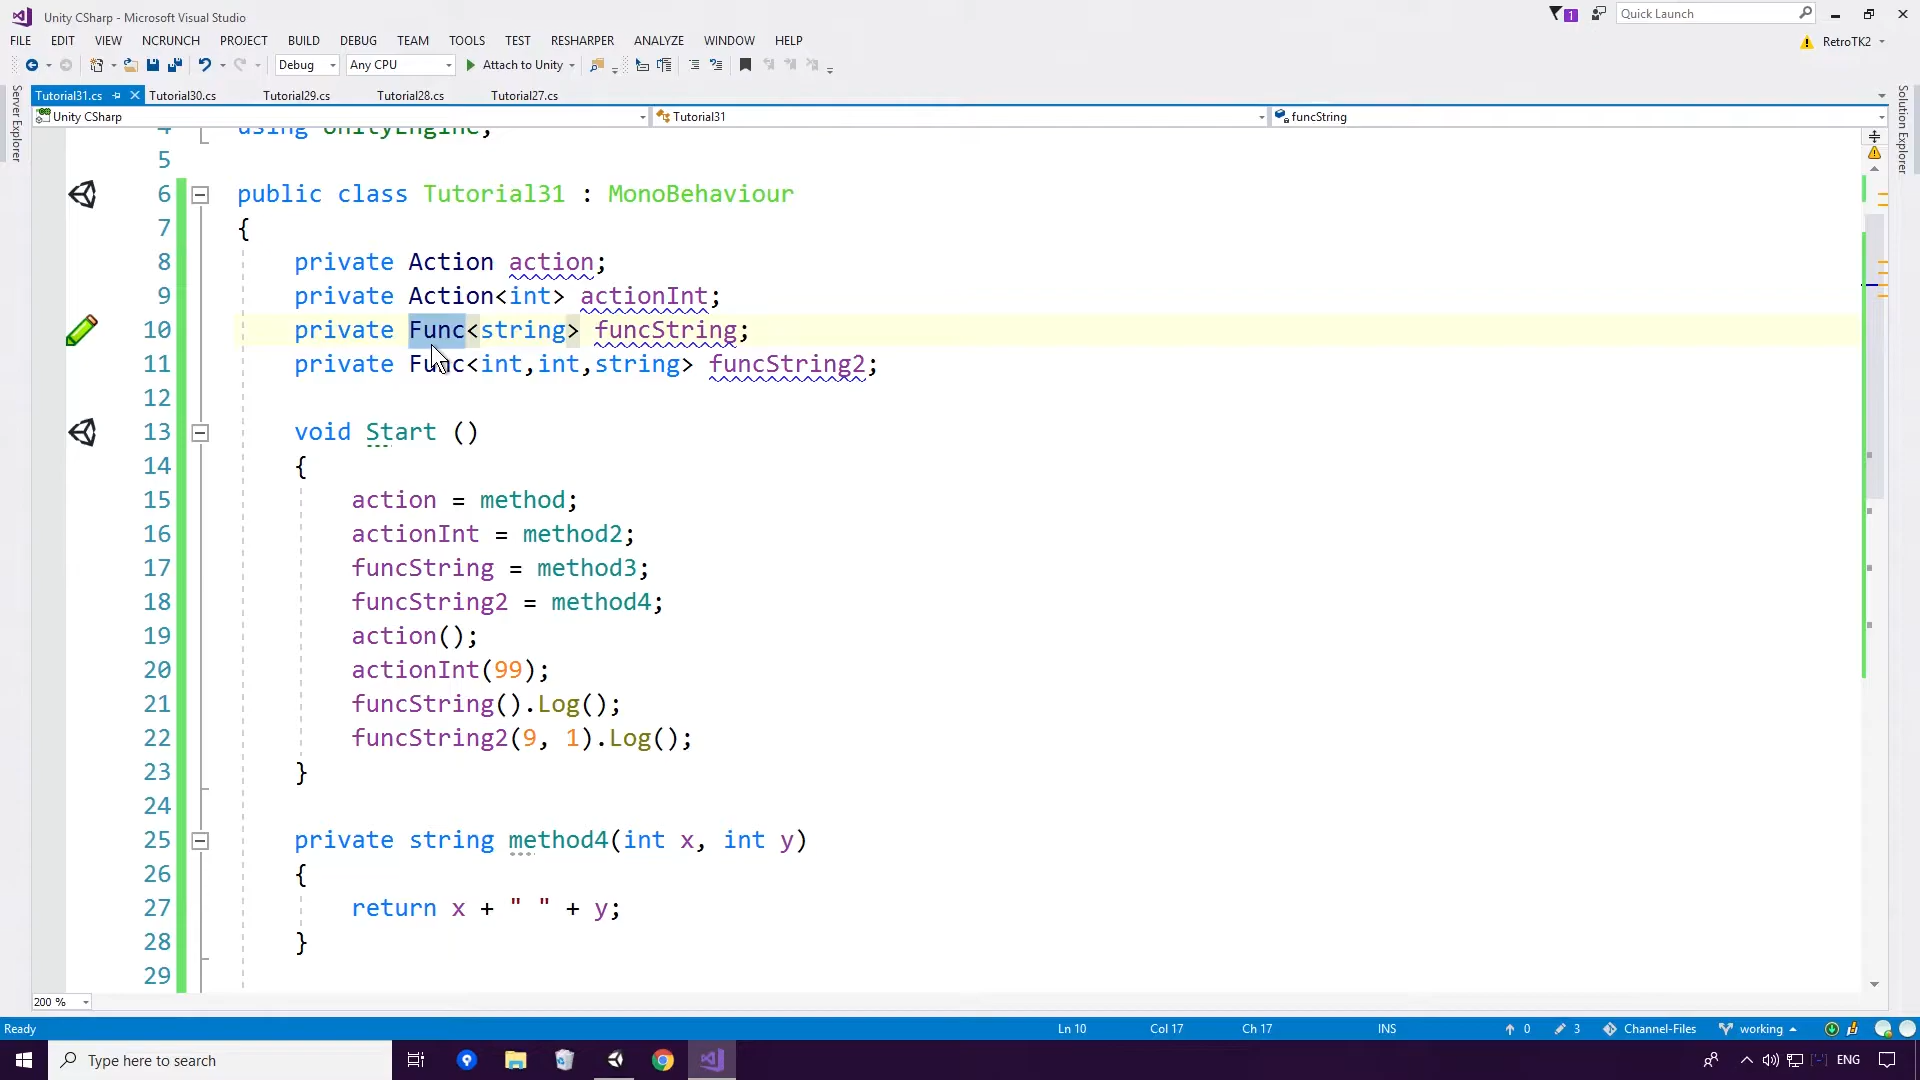 Unity CSharp - Microsoft Visual Studio
1
Quick Launch
FILE EDIT VIEW NCRUNCH PROJECT BUILD DEBUG TEAM TOOLS TEST RESHARPER ANALYZE WINDOW HELP
RetroTK2
Debug Any CPU Attach to Unity
Tutorial31.cs Tutorial30.cs Tutorial29.cs Tutorial28.cs Tutorial27.cs
Unity CSharp Tutorial31 funcString
Server Explorer
Solution Explorer
4 using UnityEngine;
5
6 public class Tutorial31 : MonoBehaviour
7 {
8 private Action action;
9 private Action<int> actionInt;
10 private Func<string> funcString;
11 private Func<int,int,string> funcString2;
12
13 void Start ()
14 {
15 action = method;
16 actionInt = method2;
17 funcString = method3;
18 funcString2 = method4;
19 action();
20 actionInt(99);
21 funcString().Log();
22 funcString2(9, 1).Log();
23 }
24
25 private string method4(int x, int y)
26 {
27 return x + " " + y;
28 }
29
200 %
Ready Ln 10 Col 17 Ch 17 INS 0 3 Channel-Files working
Type here to search ENG